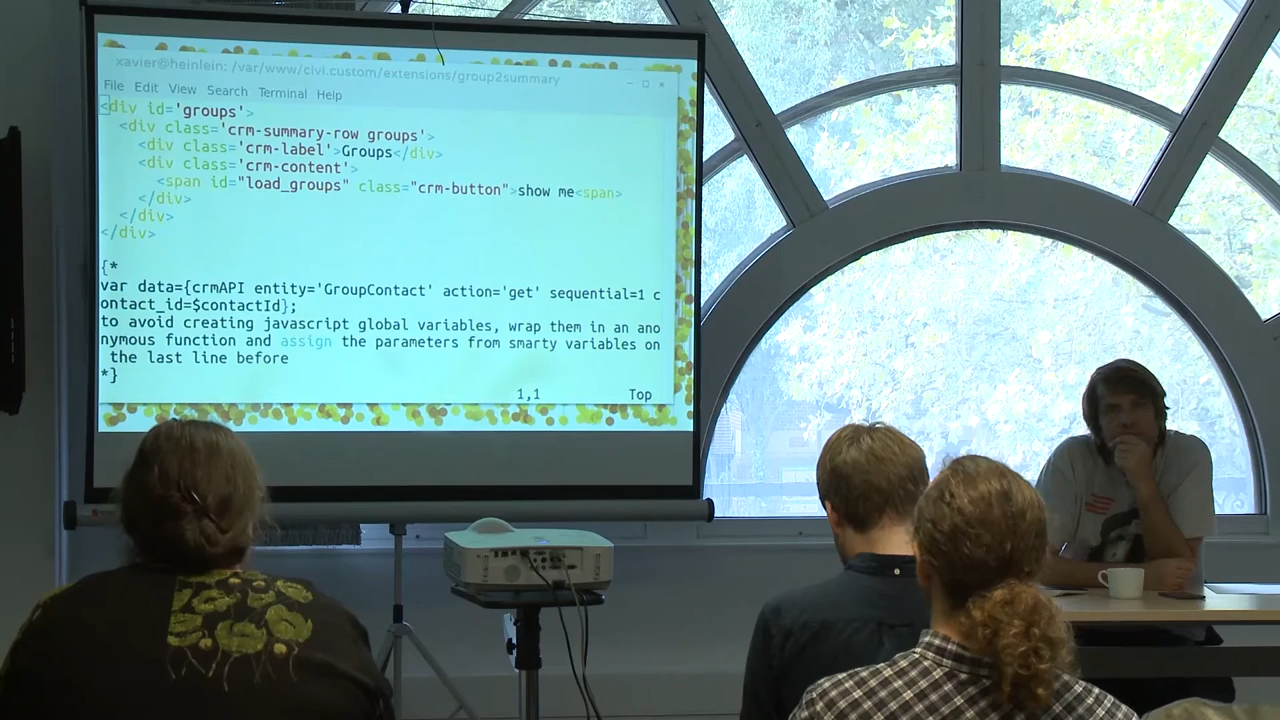 xavier@heinlein: /var/www/civi.custom/extensions/group2summary
File Edit View Search Terminal Help
<div id='groups'>
<div class='crm-summary-row groups'>
<div class='crm-label'>Groups</div>
<div class='crm-content'>
<span id="load_groups" class="crm-button">show me<span>
</div>
</div>
</div>
{*
var data={crmAPI entity='GroupContact' action='get' sequential=1 c
ontact_id=$contactId};
to avoid creating javascript global variables, wrap them in an ano
nymous function and assign the parameters from smarty variables on
the last line before
*}
1,1 Top